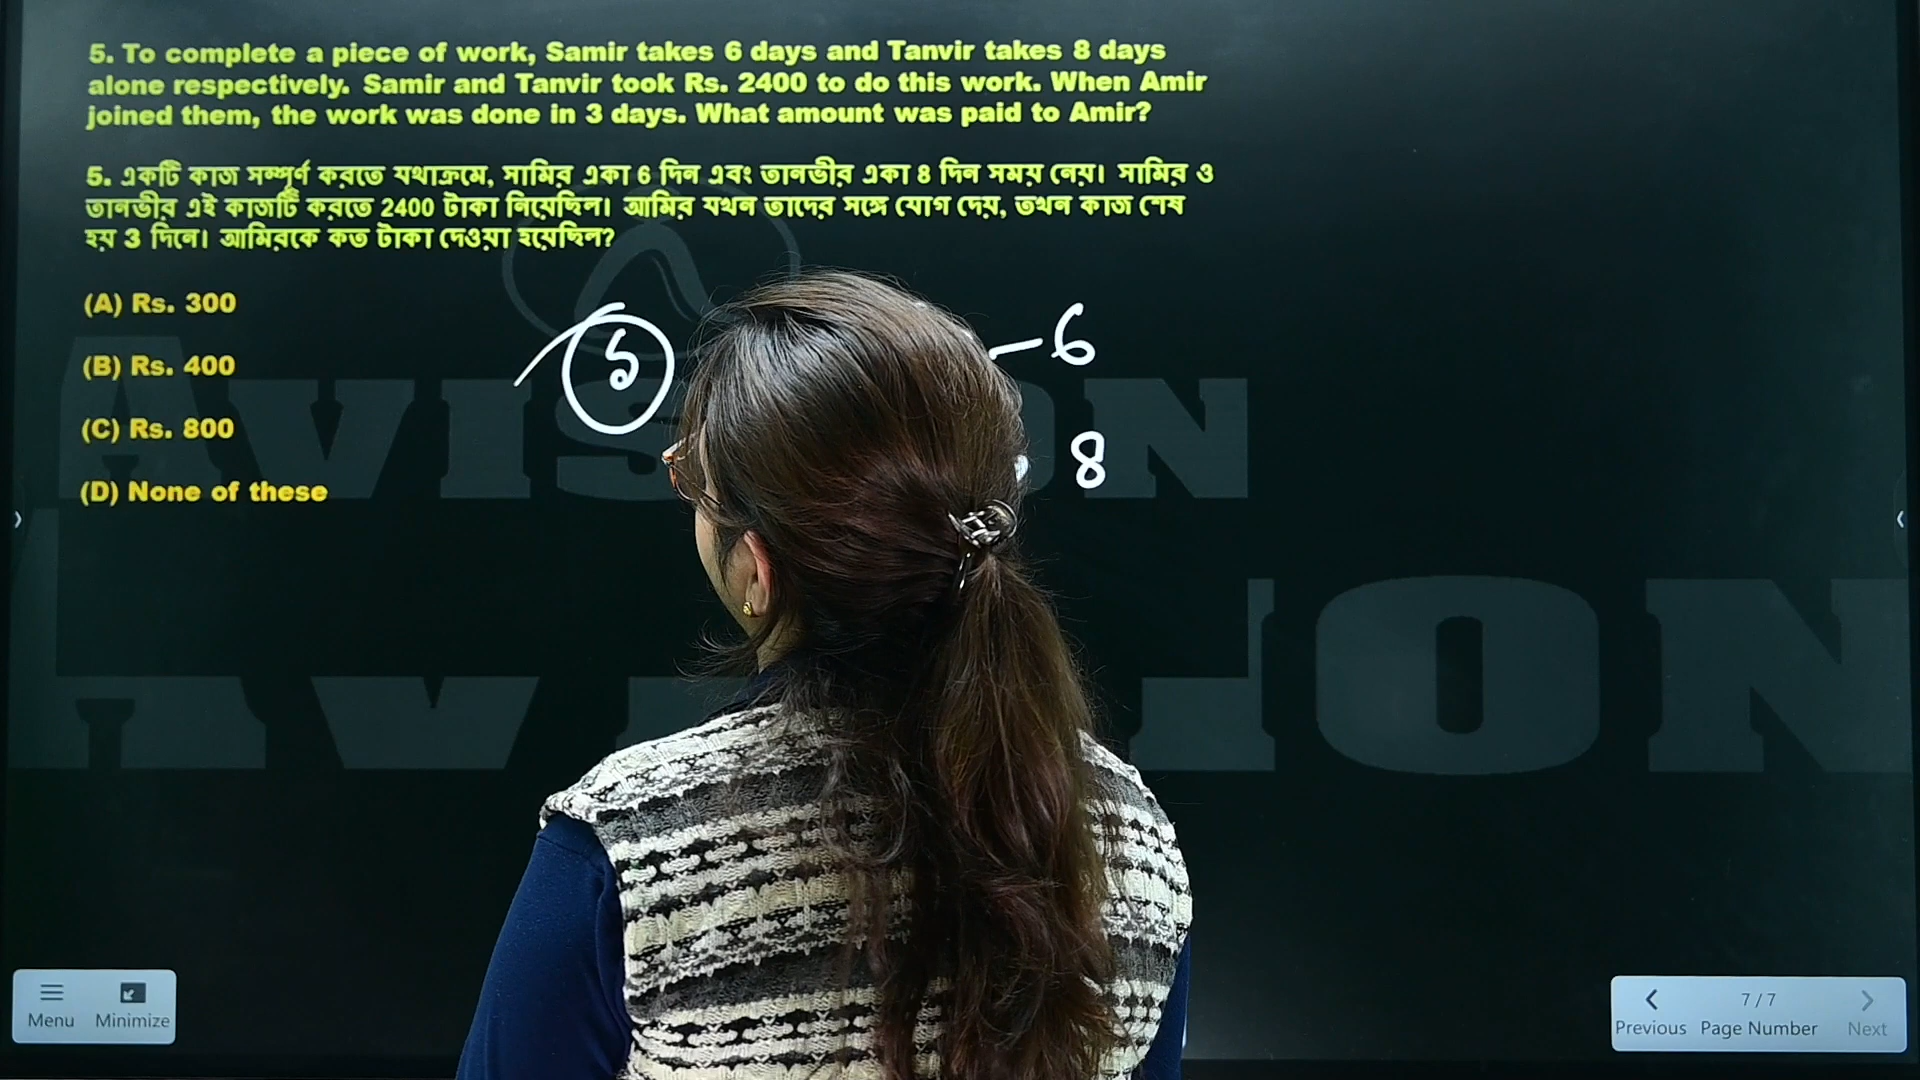 5. To complete a piece of work, Samir takes 6 days and Tanvir takes 8 days
alone respectively. Samir and Tanvir took Rs. 2400 to do this work. When Amir
joined them, the work was done in 3 days. What amount was paid to Amir?
5. একটি কাজ সম্পূর্ণ করতে যথাক্রমে, সামির একা 6 দিন এবং তানভীর একা 8 দিন সময় নেয়। সামির ও
তানভীর এই কাজটি করতে 2400 টাকা নিয়েছিল। আমির যখন তাদের সঙ্গে যোগ দেয়, তখন কাজ শেষ
হয় 3 দিনে। আমিরকে কত টাকা দেওয়া হয়েছিল?
(A) Rs. 300
(B) Rs. 400
(C) Rs. 800
(D) None of these
– 6
8
Menu Minimize
7 / 7
Previous Page Number Next